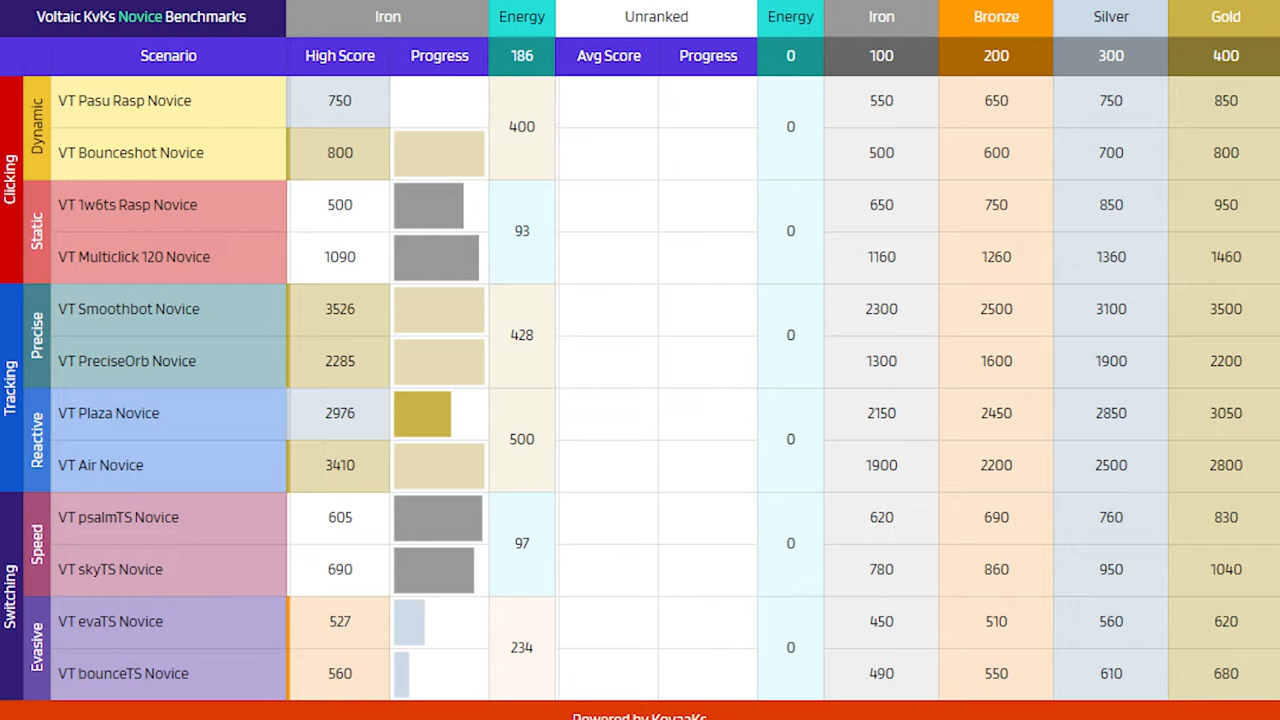 Voltaic KvKs Novice Benchmarks Iron Energy Unranked Energy Iron Bronze Silver Gold
Scenario High Score Progress 186 Avg Score Progress 0 100 200 300 400
Clicking
Dynamic
VT Pasu Rasp Novice 750 550 650 750 850
400 0
VT Bounceshot Novice 800 500 600 700 800
Static
VT 1w6ts Rasp Novice 500 650 750 850 950
93 0
VT Multiclick 120 Novice 1090 1160 1260 1360 1460
Tracking
Precise
VT Smoothbot Novice 3526 2300 2500 3100 3500
428 0
VT PreciseOrb Novice 2285 1300 1600 1900 2200
Reactive
VT Plaza Novice 2976 2150 2450 2850 3050
500 0
VT Air Novice 3410 1900 2200 2500 2800
Switching
Speed
VT psalmTS Novice 605 620 690 760 830
97 0
VT skyTS Novice 690 780 860 950 1040
Evasive
VT evaTS Novice 527 450 510 560 620
234 0
VT bounceTS Novice 560 490 550 610 680
Powered by KovaaKs